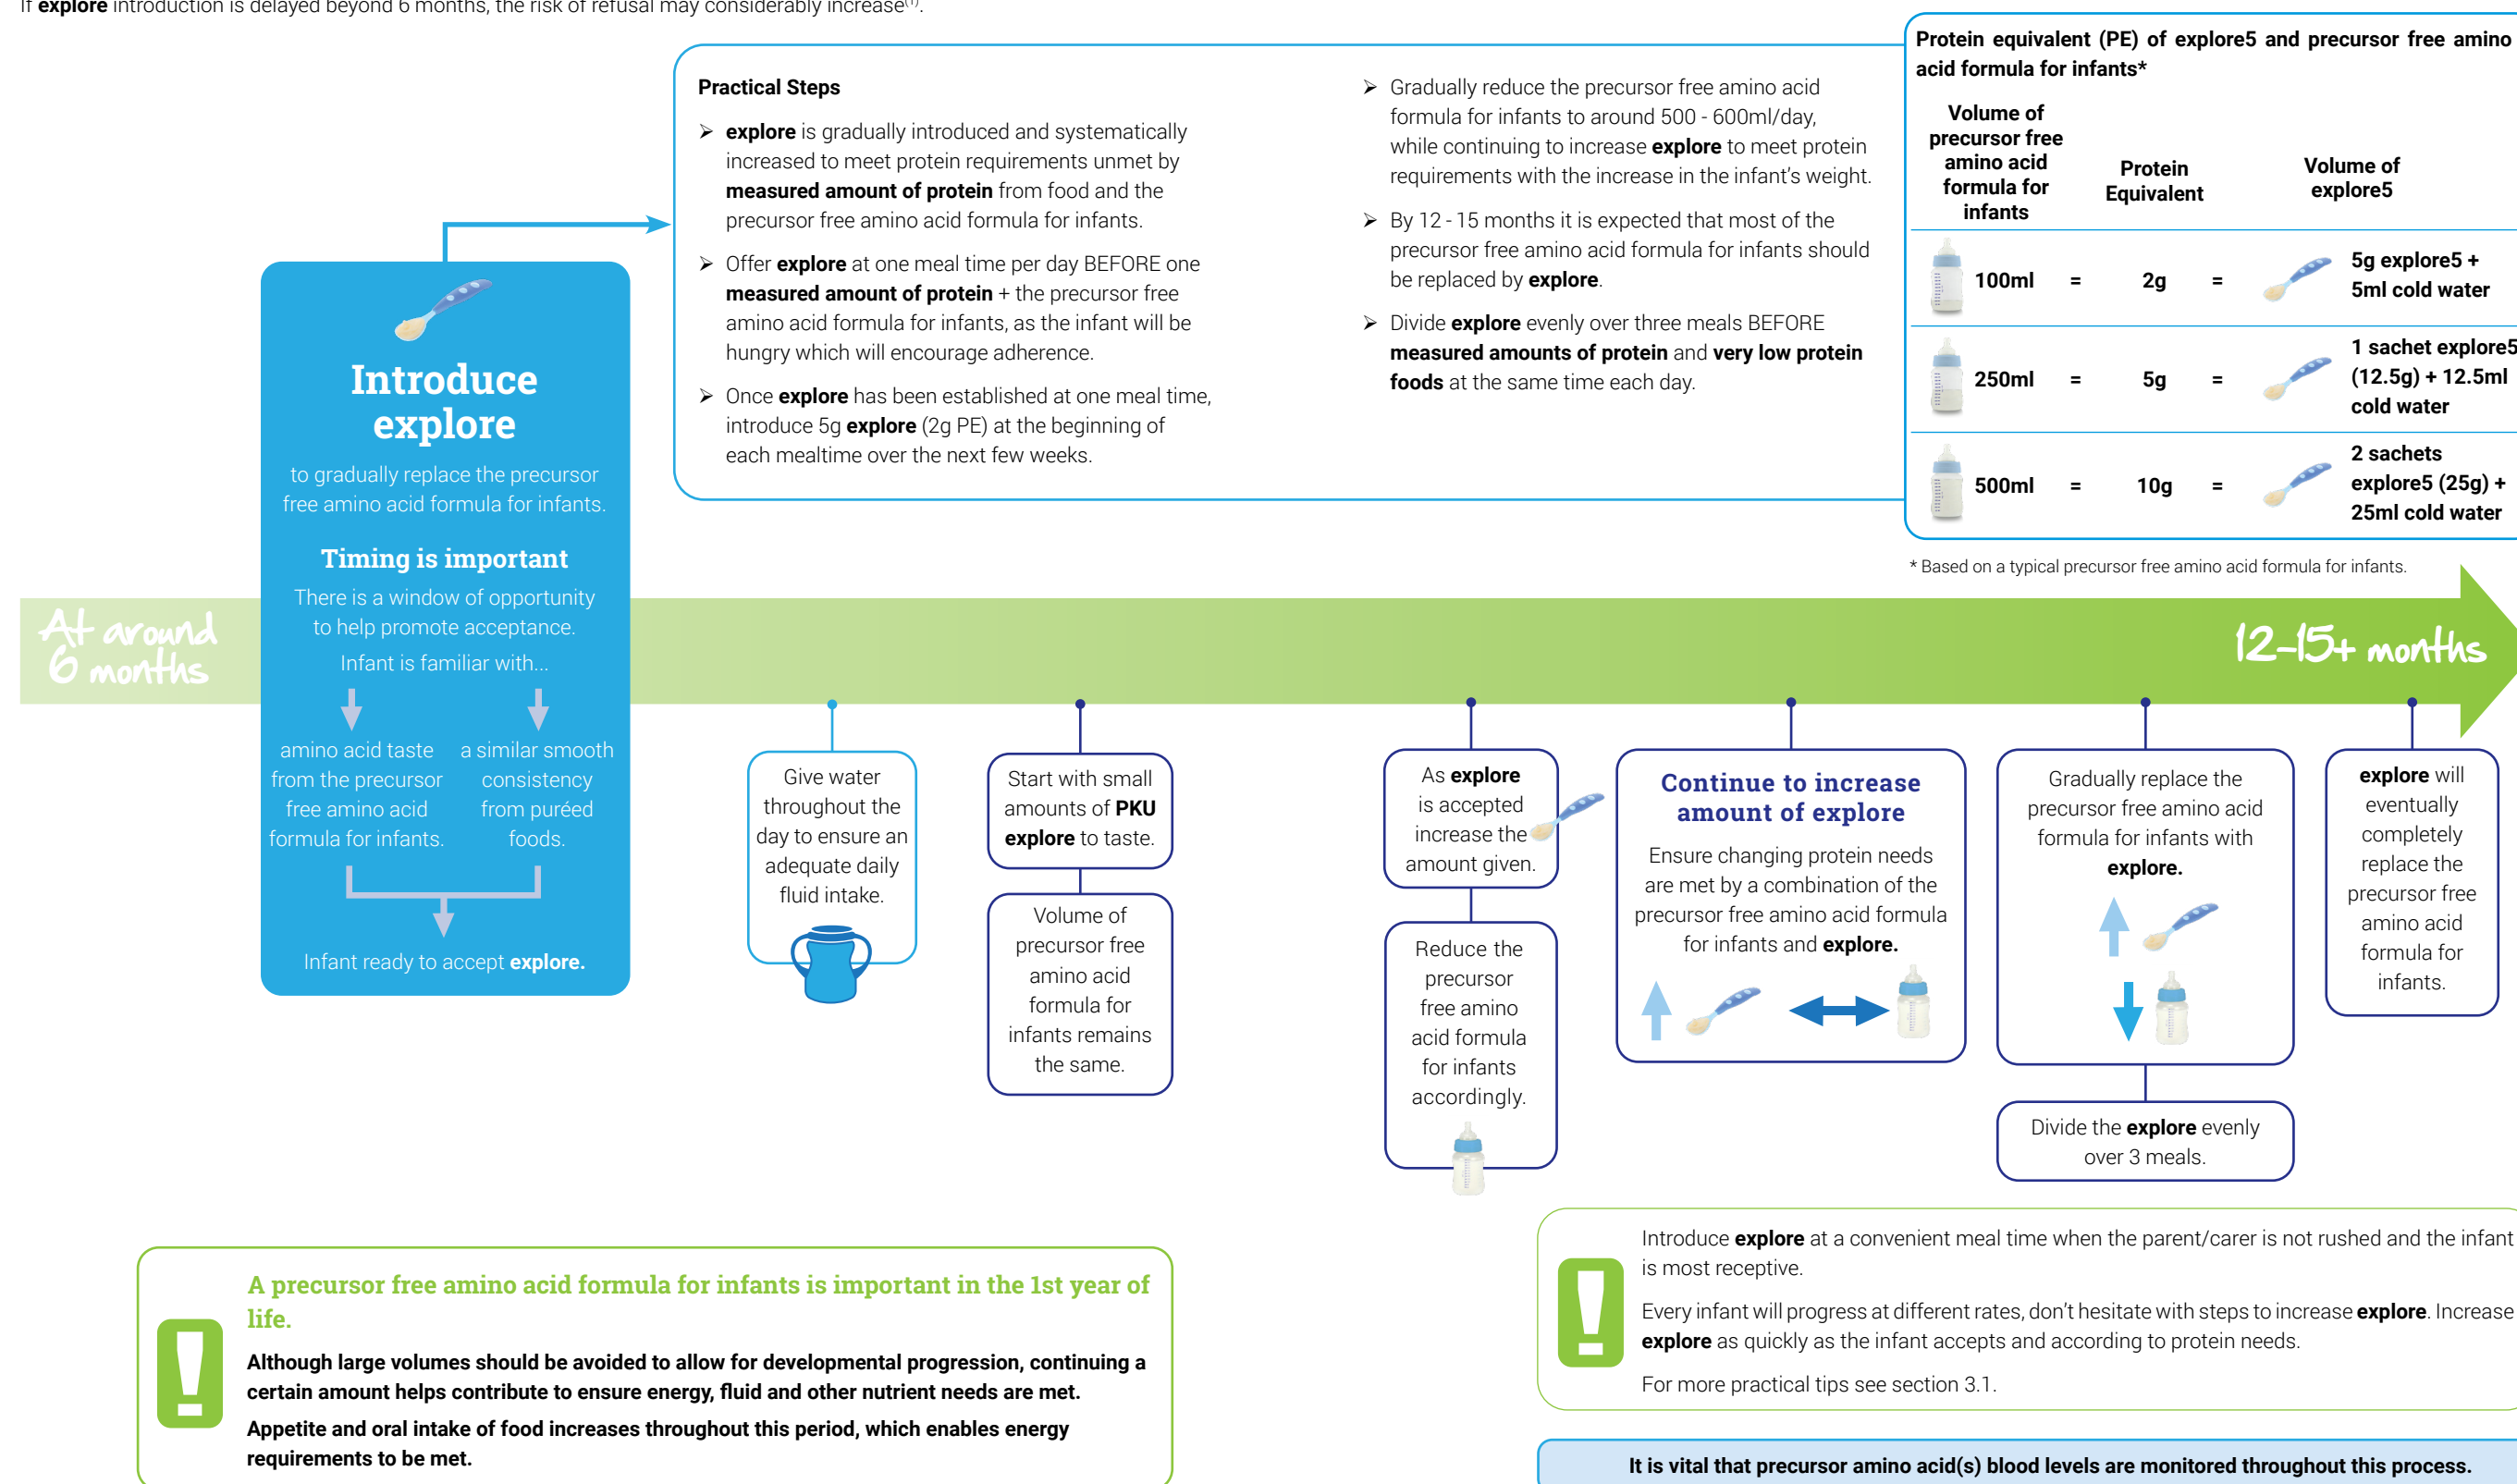 If explore introduction is delayed beyond 6 months, the risk of refusal may considerably increase(1).
Practical Steps
➢ explore is gradually introduced and systematically
increased to meet protein requirements unmet by
measured amount of protein from food and the
precursor free amino acid formula for infants.
➢ Offer explore at one meal time per day BEFORE one
measured amount of protein + the precursor free
amino acid formula for infants, as the infant will be
hungry which will encourage adherence.
➢ Once explore has been established at one meal time,
introduce 5g explore (2g PE) at the beginning of
each mealtime over the next few weeks.
➢ Gradually reduce the precursor free amino acid
formula for infants to around 500 - 600ml/day,
while continuing to increase explore to meet protein
requirements with the increase in the infant's weight.
➢ By 12 - 15 months it is expected that most of the
precursor free amino acid formula for infants should
be replaced by explore.
➢ Divide explore evenly over three meals BEFORE
measured amounts of protein and very low protein
foods at the same time each day.
Protein equivalent (PE) of explore5 and precursor free amino
acid formula for infants*
Volume of
precursor free
amino acid
formula for
infants
Protein
Equivalent
Volume of
explore5
100ml = 2g =
5g explore5 +
5ml cold water
250ml = 5g =
1 sachet explore5
(12.5g) + 12.5ml
cold water
500ml = 10g =
2 sachets
explore5 (25g) +
25ml cold water
* Based on a typical precursor free amino acid formula for infants.
At around
6 months
12-15+ months
Introduce
explore
to gradually replace the precursor
free amino acid formula for infants.
Timing is important
There is a window of opportunity
to help promote acceptance.
Infant is familiar with...
amino acid taste
from the precursor
free amino acid
formula for infants.
a similar smooth
consistency
from puréed
foods.
Infant ready to accept explore.
Give water
throughout the
day to ensure an
adequate daily
fluid intake.
Start with small
amounts of PKU
explore to taste.
Volume of
precursor free
amino acid
formula for
infants remains
the same.
As explore
is accepted
increase the
amount given.
Reduce the
precursor
free amino
acid formula
for infants
accordingly.
Continue to increase
amount of explore
Ensure changing protein needs
are met by a combination of the
precursor free amino acid formula
for infants and explore.
Gradually replace the
precursor free amino acid
formula for infants with
explore.
Divide the explore evenly
over 3 meals.
explore will
eventually
completely
replace the
precursor free
amino acid
formula for
infants.
A precursor free amino acid formula for infants is important in the 1st year of
life.
Although large volumes should be avoided to allow for developmental progression, continuing a
certain amount helps contribute to ensure energy, fluid and other nutrient needs are met.
Appetite and oral intake of food increases throughout this period, which enables energy
requirements to be met.
Introduce explore at a convenient meal time when the parent/carer is not rushed and the infant
is most receptive.
Every infant will progress at different rates, don't hesitate with steps to increase explore. Increase
explore as quickly as the infant accepts and according to protein needs.
For more practical tips see section 3.1.
It is vital that precursor amino acid(s) blood levels are monitored throughout this process.